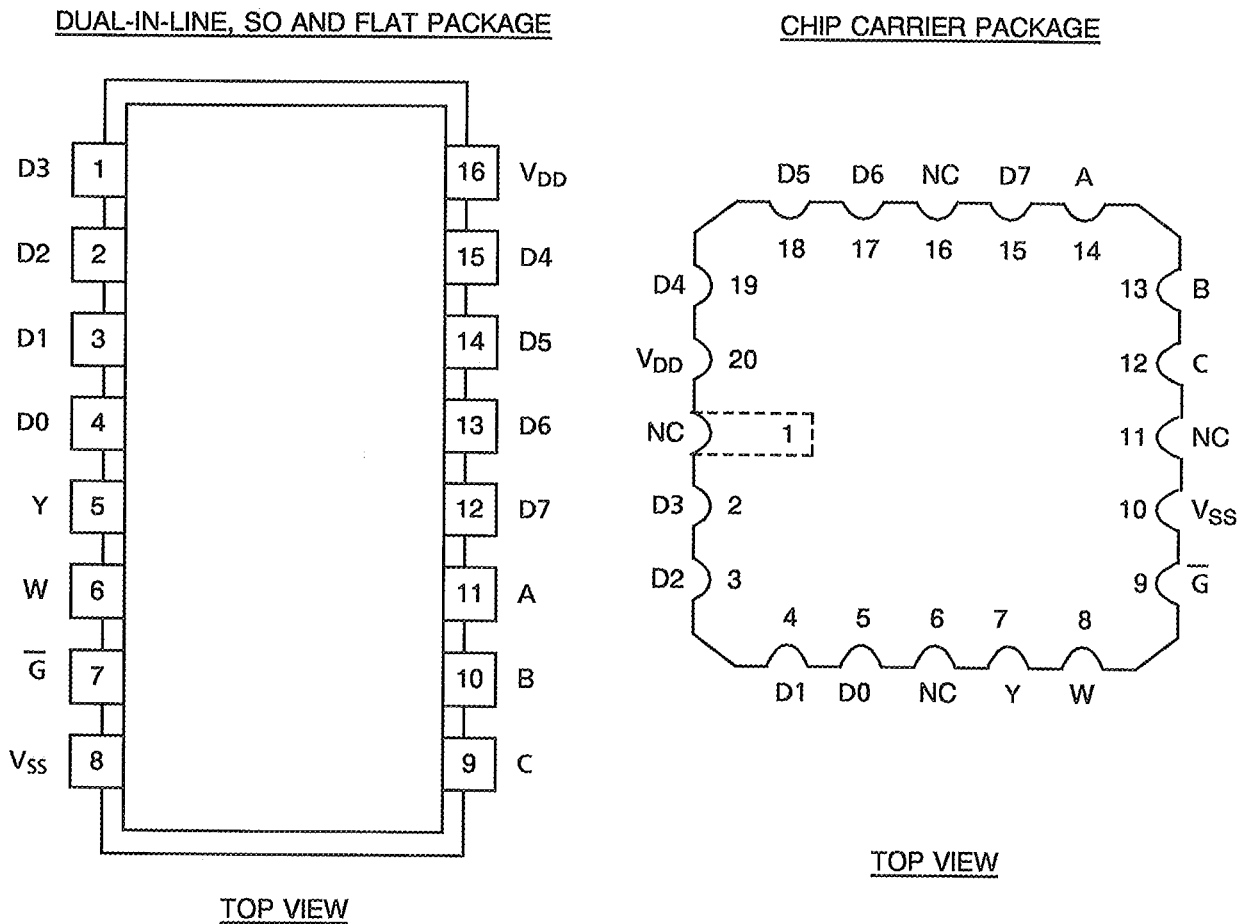 DUAL-IN-LINE, SO AND FLAT PACKAGE
D3 1 16 VDD
D2 2 15 D4
D1 3 14 D5
D0 4 13 D6
Y 5 12 D7
W 6 11 A
G̅ 7 10 B
VSS 8 9 C
TOP VIEW
CHIP CARRIER PACKAGE
D5 D6 NC D7 A
18 17 16 15 14
D4 19 13 B
VDD 20 12 C
NC 1 11 NC
D3 2 10 VSS
D2 3 9 G̅
4 5 6 7 8
D1 D0 NC Y W
TOP VIEW